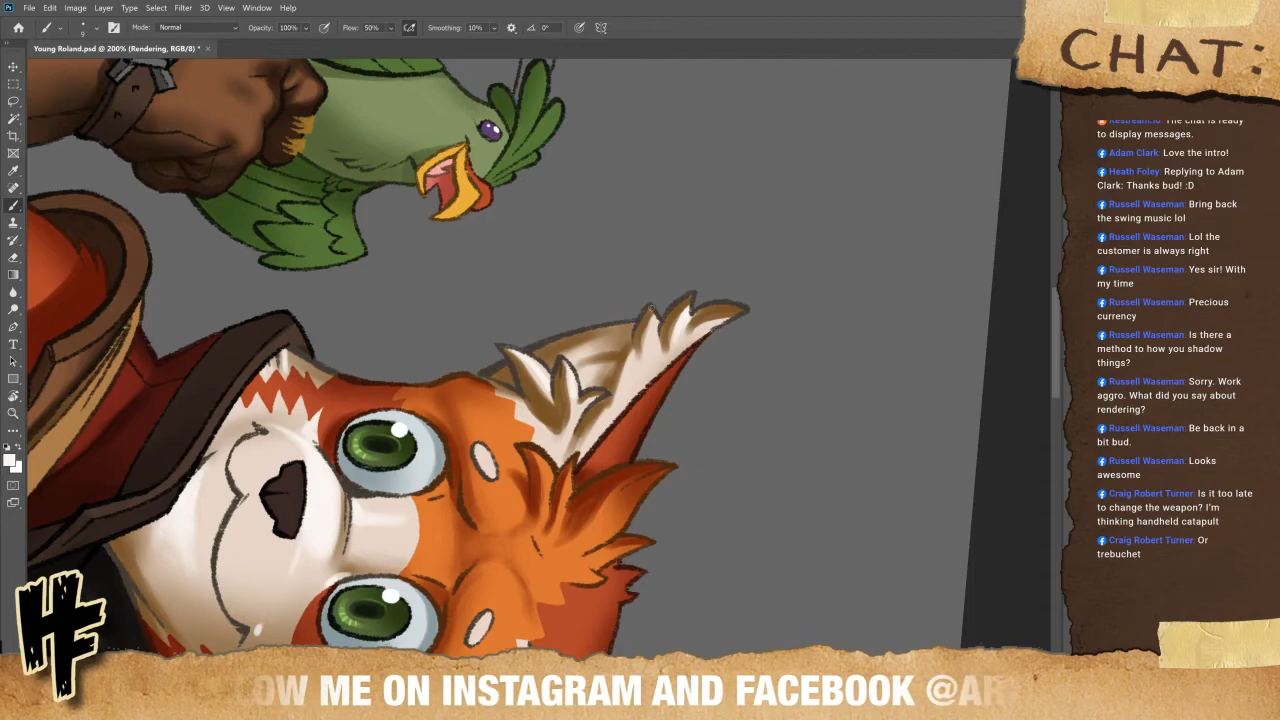 Ps File Edit Image Layer Type Select Filter 3D View Window Help
9 Mode: Normal Opacity: 100% Flow: 50% Smoothing: 10% 0°
Young Roland.psd @ 200% (Rendering, RGB/8) * ×
CHAT:
The chat is ready
to display messages.
Adam Clark: Love the intro!
Heath Foley: Replying to Adam
Clark: Thanks bud! :D
Russell Waseman: Bring back
the swing music lol
Russell Waseman: Lol the
customer is always right
Russell Waseman: Yes sir! With
my time
Russell Waseman: Precious
currency
Russell Waseman: Is there a
method to how you shadow
things?
Russell Waseman: Sorry. Work
aggro. What did you say about
rendering?
Russell Waseman: Be back in a
bit bud.
Russell Waseman: Looks
awesome
Craig Robert Turner: Is it too late
to change the weapon? I'm
thinking handheld catapult
Craig Robert Turner: Or
trebuchet
HF
OW ME ON INSTAGRAM AND FACEBOOK @AR